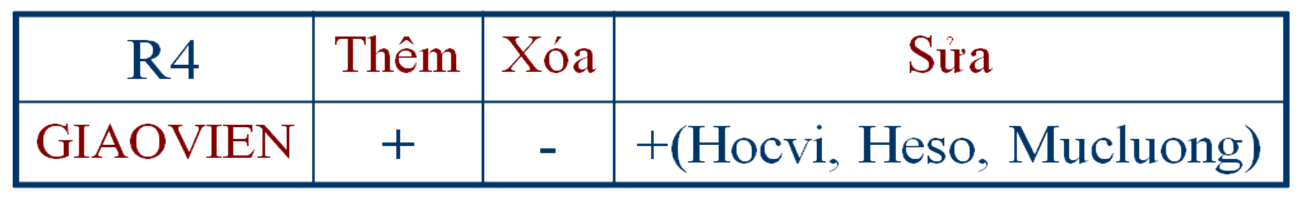 R4 Thêm Xóa Sửa
GIAOVIEN + - +(Hocvi, Heso, Mucluong)